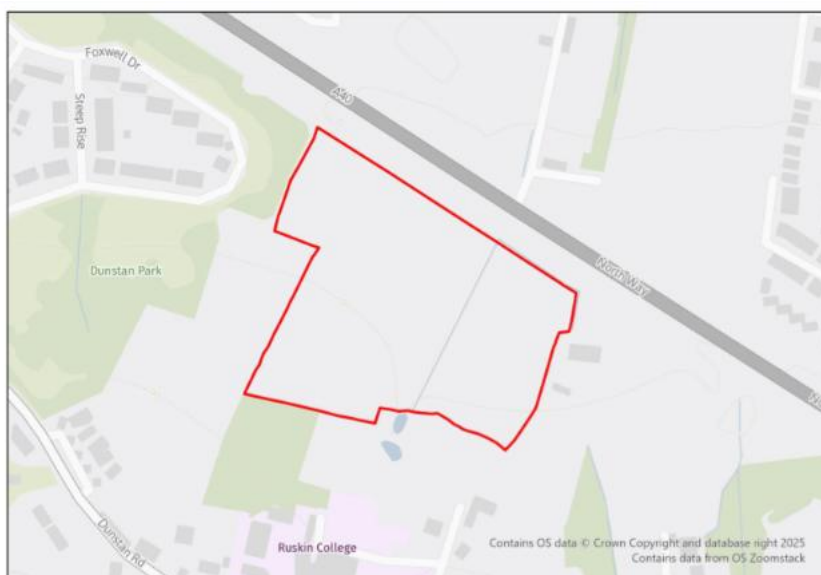 Foxwell Dr
Steep Rise
A40
Dunstan Park
North Way
Dunstan Rd
Ruskin College
Contains OS data © Crown Copyright and database right 2025
Contains data from OS Zoomstack